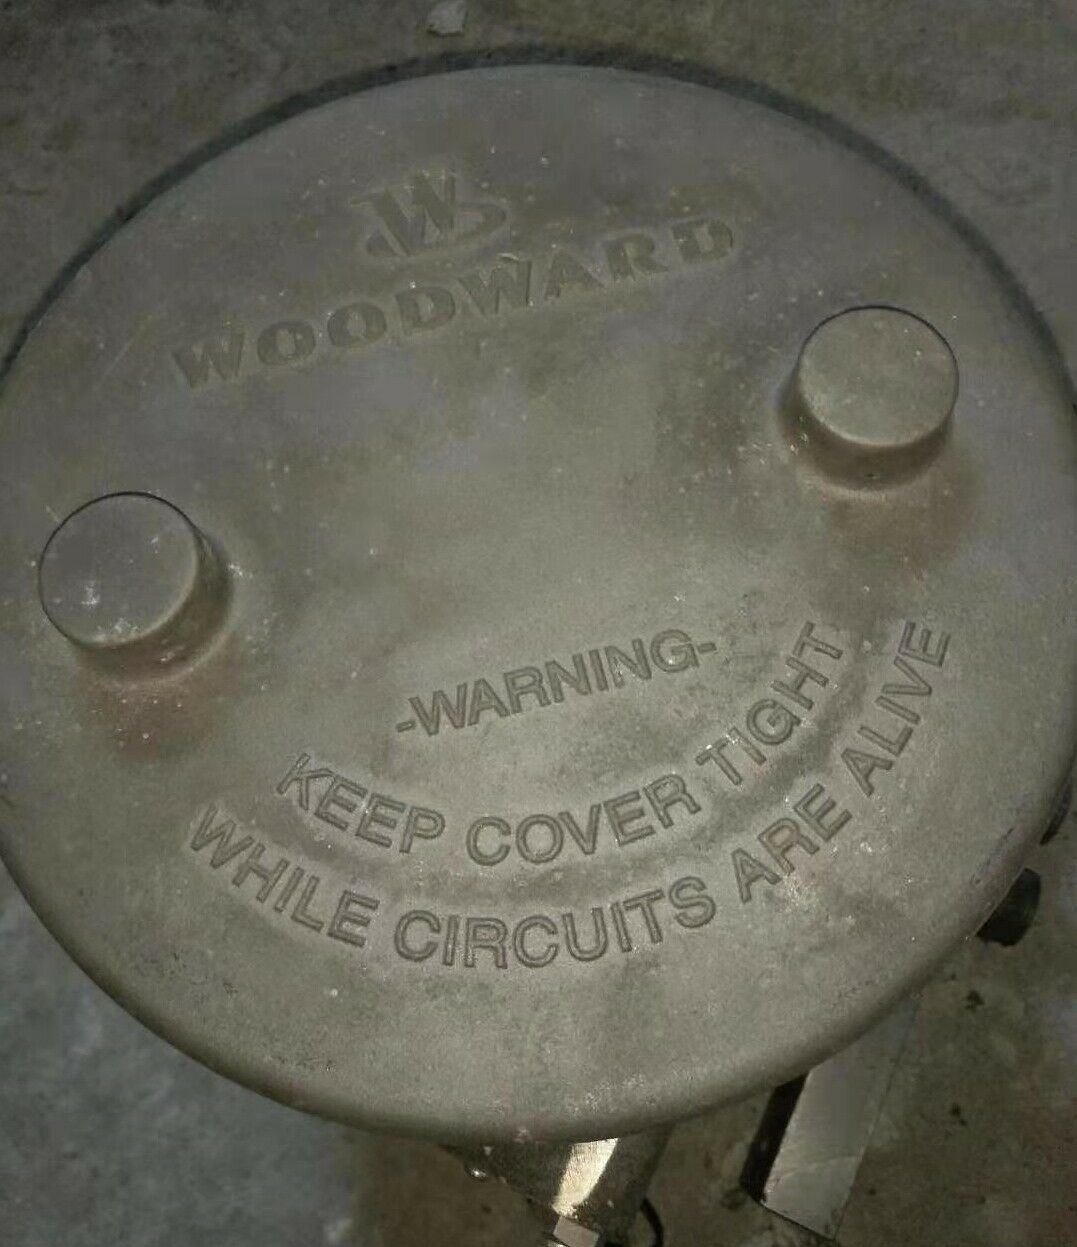 W
WOODWARD
-WARNING-
KEEP COVER TIGHT
WHILE CIRCUITS ARE ALIVE